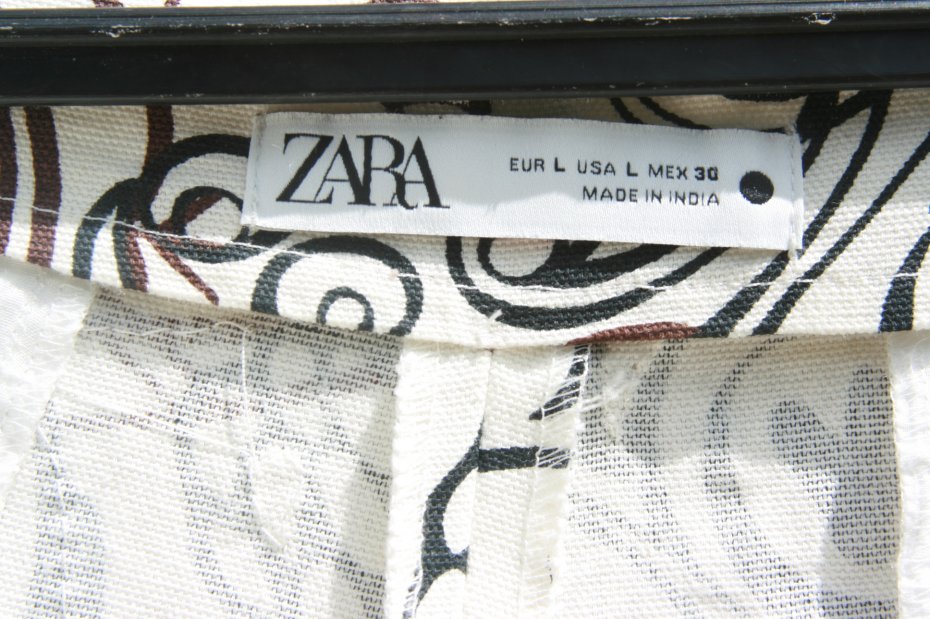 ZARA
EUR L USA L MEX 30
MADE IN INDIA